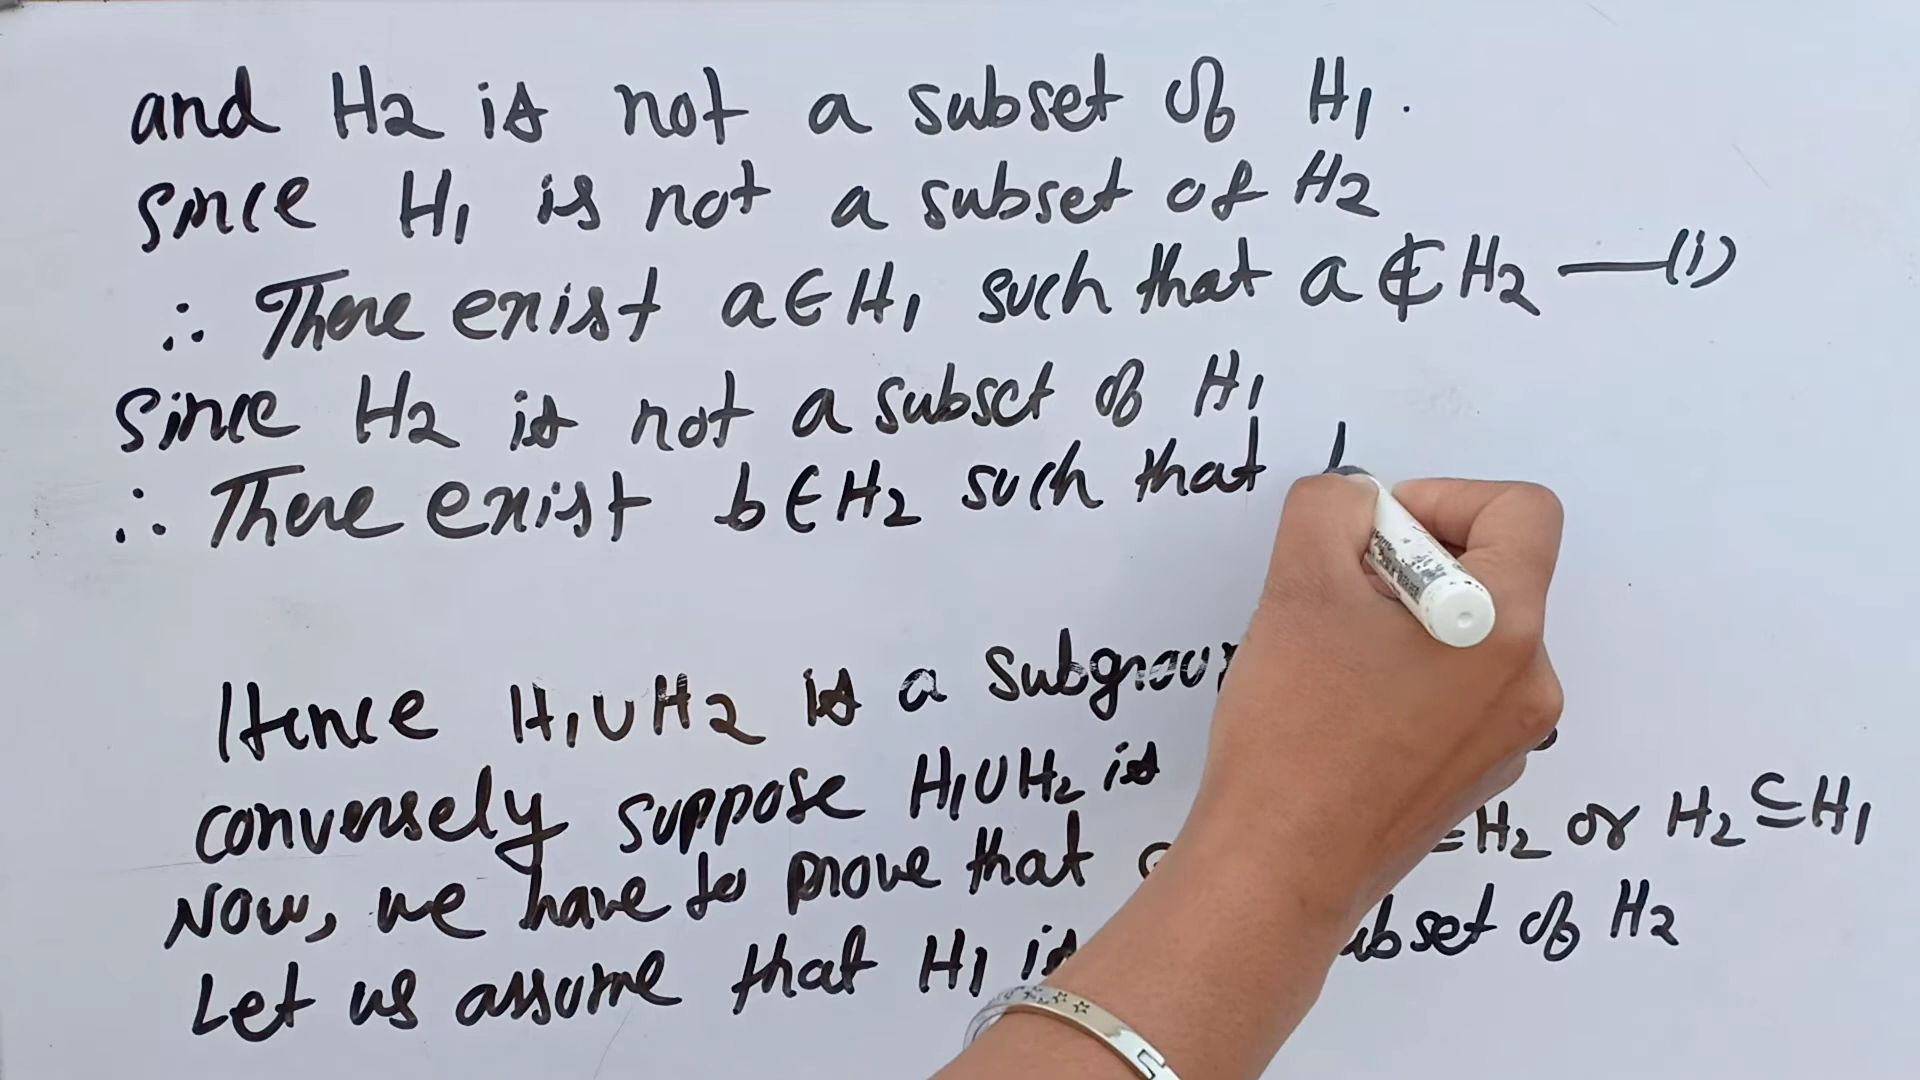 and H2 is not a subset of H1.
since H1 is not a subset of H2
∴ There exist a∈H1 such that a∉H2 —(i)
Since H2 is not a subset of H1
∴ There exist b∈H2 such that
Hence H1∪H2 is a subgroup
conversely suppose H1∪H2 is
Now, we have to prove that H2 or H2⊆H1
Let us assume that H1 is subset of H2